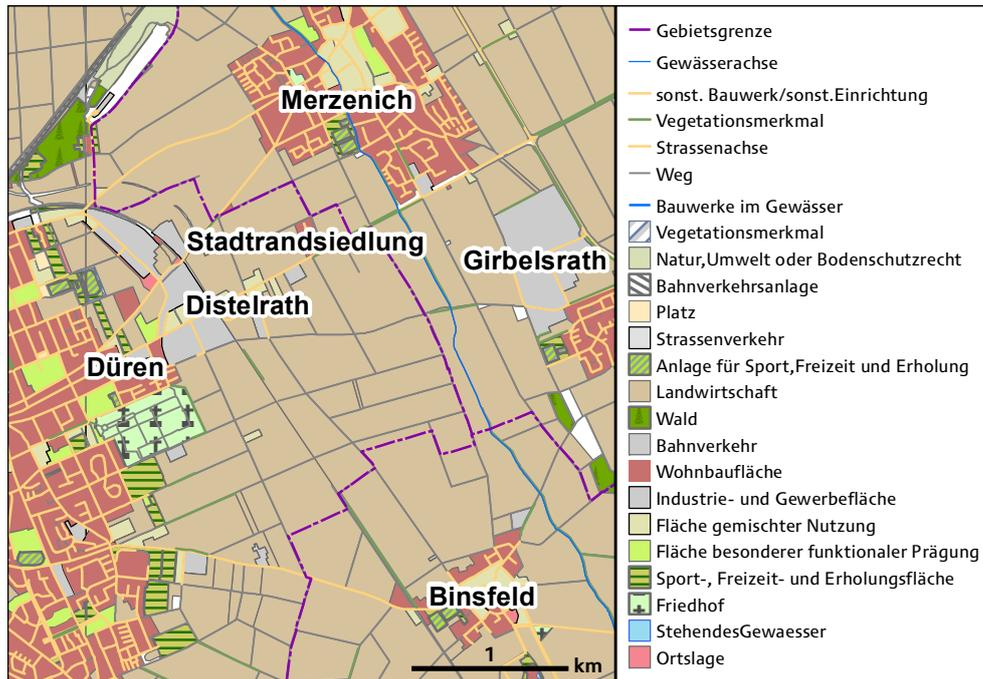 Merzenich
Stadtrandsiedlung
Girbelsrath
Distelrath
Düren
Binsfeld
1
km
Gebietsgrenze
Gewässerachse
sonst. Bauwerk/sonst.Einrichtung
Vegetationsmerkmal
Strassenachse
Weg
Bauwerke im Gewässer
Vegetationsmerkmal
Natur,Umwelt oder Bodenschutzrecht
Bahnverkehrsanlage
Platz
Strassenverkehr
Anlage für Sport,Freizeit und Erholung
Landwirtschaft
Wald
Bahnverkehr
Wohnbaufläche
Industrie- und Gewerbefläche
Fläche gemischter Nutzung
Fläche besonderer funktionaler Prägung
Sport-, Freizeit- und Erholungsfläche
Friedhof
StehendesGewaesser
Ortslage